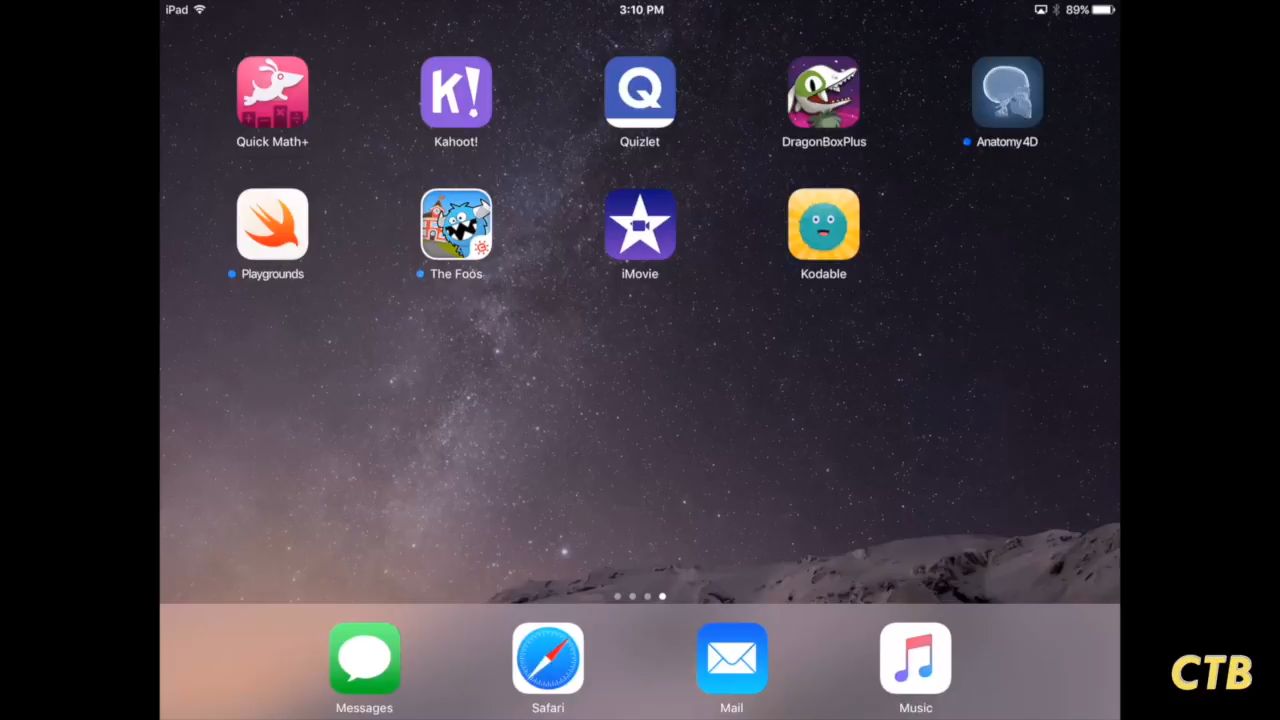 iPad 3:10 PM 89%
K! Q
Quick Math+ Kahoot! Quizlet DragonBoxPlus Anatomy4D
Playgrounds The Foos iMovie Kodable
Messages Safari Mail Music
CTB